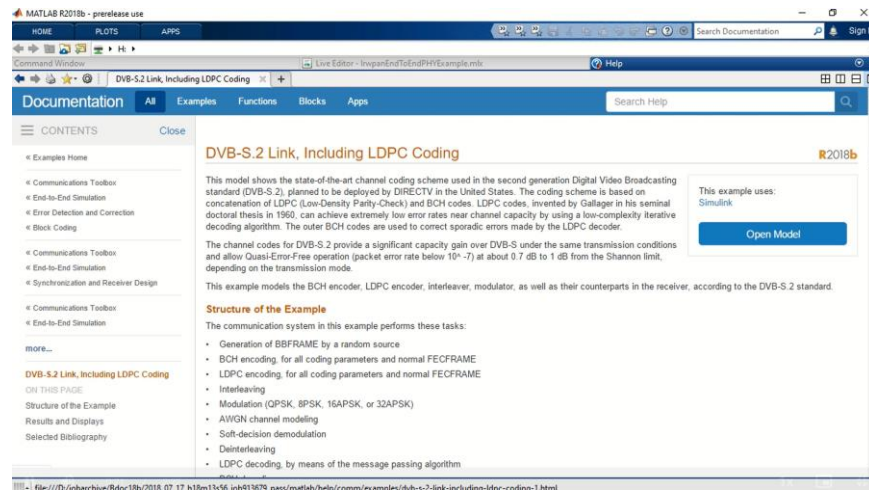 MATLAB R2018b - prerelease use
HOME PLOTS APPS Search Documentation Sign
H:
Command Window Live Editor - lrwpanEndToEndPHYExample.mlx Help
DVB-S.2 Link, Including LDPC Coding
Documentation All Examples Functions Blocks Apps Search Help
CONTENTS Close
DVB-S.2 Link, Including LDPC Coding R2018b
« Examples Home
This model shows the state-of-the-art channel coding scheme used in the second generation Digital Video Broadcasting
standard (DVB-S.2), planned to be deployed by DIRECTV in the United States. The coding scheme is based on
concatenation of LDPC (Low-Density Parity-Check) and BCH codes. LDPC codes, invented by Gallager in his seminal
doctoral thesis in 1960, can achieve extremely low error rates near channel capacity by using a low-complexity iterative
decoding algorithm. The outer BCH codes are used to correct sporadic errors made by the LDPC decoder.
This example uses:
Simulink
Open Model
« Communications Toolbox
« End-to-End Simulation
« Error Detection and Correction
« Block Coding
The channel codes for DVB-S.2 provide a significant capacity gain over DVB-S under the same transmission conditions
and allow Quasi-Error-Free operation (packet error rate below 10^ -7) at about 0.7 dB to 1 dB from the Shannon limit,
depending on the transmission mode.
« Communications Toolbox
« End-to-End Simulation
« Synchronization and Receiver Design
This example models the BCH encoder, LDPC encoder, interleaver, modulator, as well as their counterparts in the receiver, according to the DVB-S.2 standard.
« Communications Toolbox
« End-to-End Simulation
more...
Structure of the Example
The communication system in this example performs these tasks:
• Generation of BBFRAME by a random source
• BCH encoding, for all coding parameters and normal FECFRAME
• LDPC encoding, for all coding parameters and normal FECFRAME
• Interleaving
• Modulation (QPSK, 8PSK, 16APSK, or 32APSK)
• AWGN channel modeling
• Soft-decision demodulation
• Deinterleaving
• LDPC decoding, by means of the message passing algorithm
DVB-S.2 Link, Including LDPC Coding
ON THIS PAGE
Structure of the Example
Results and Displays
Selected Bibliography